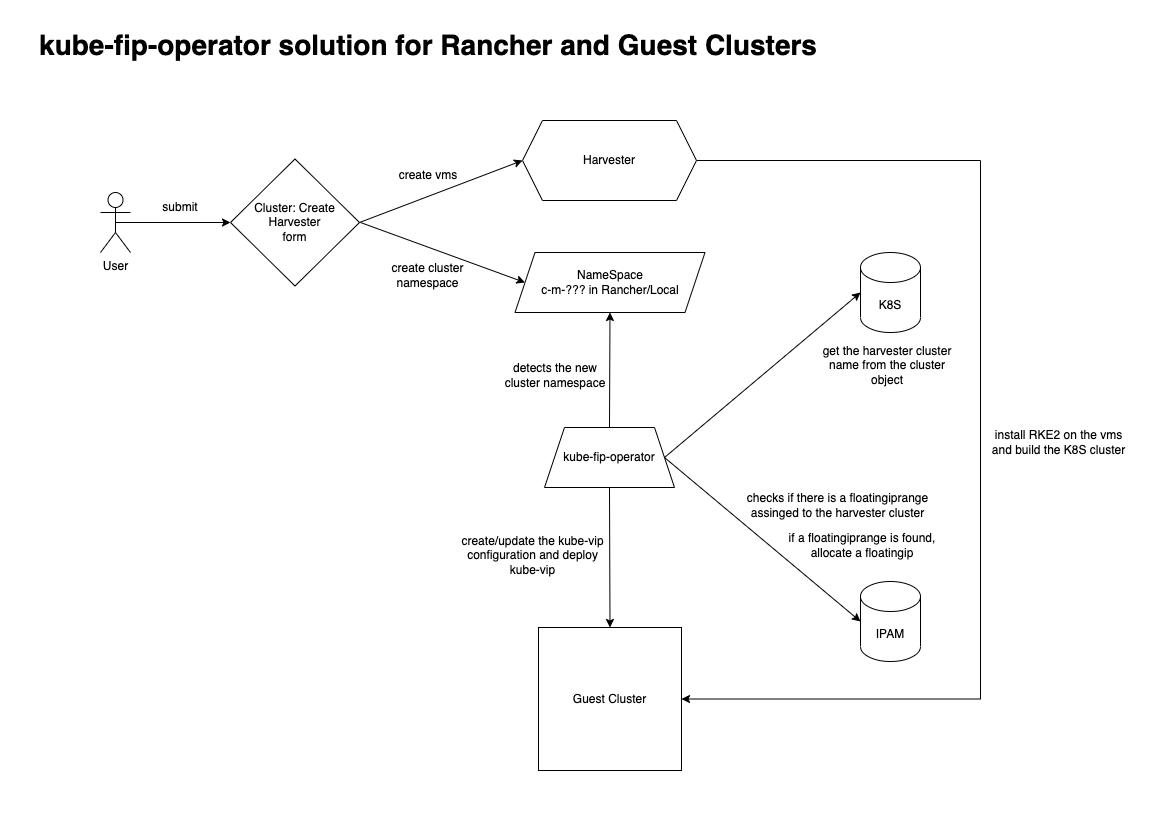 kube-fip-operator solution for Rancher and Guest Clusters
Harvester
create vms
submit
Cluster: Create
Harvester
form
User
create cluster
namespace
NameSpace
c-m-??? in Rancher/Local
K8S
get the harvester cluster
name from the cluster
object
detects the new
cluster namespace
kube-fip-operator
install RKE2 on the vms
and build the K8S cluster
checks if there is a floatingiprange
assinged to the harvester cluster
if a floatingiprange is found,
allocate a floatingip
create/update the kube-vip
configuration and deploy
kube-vip
IPAM
Guest Cluster